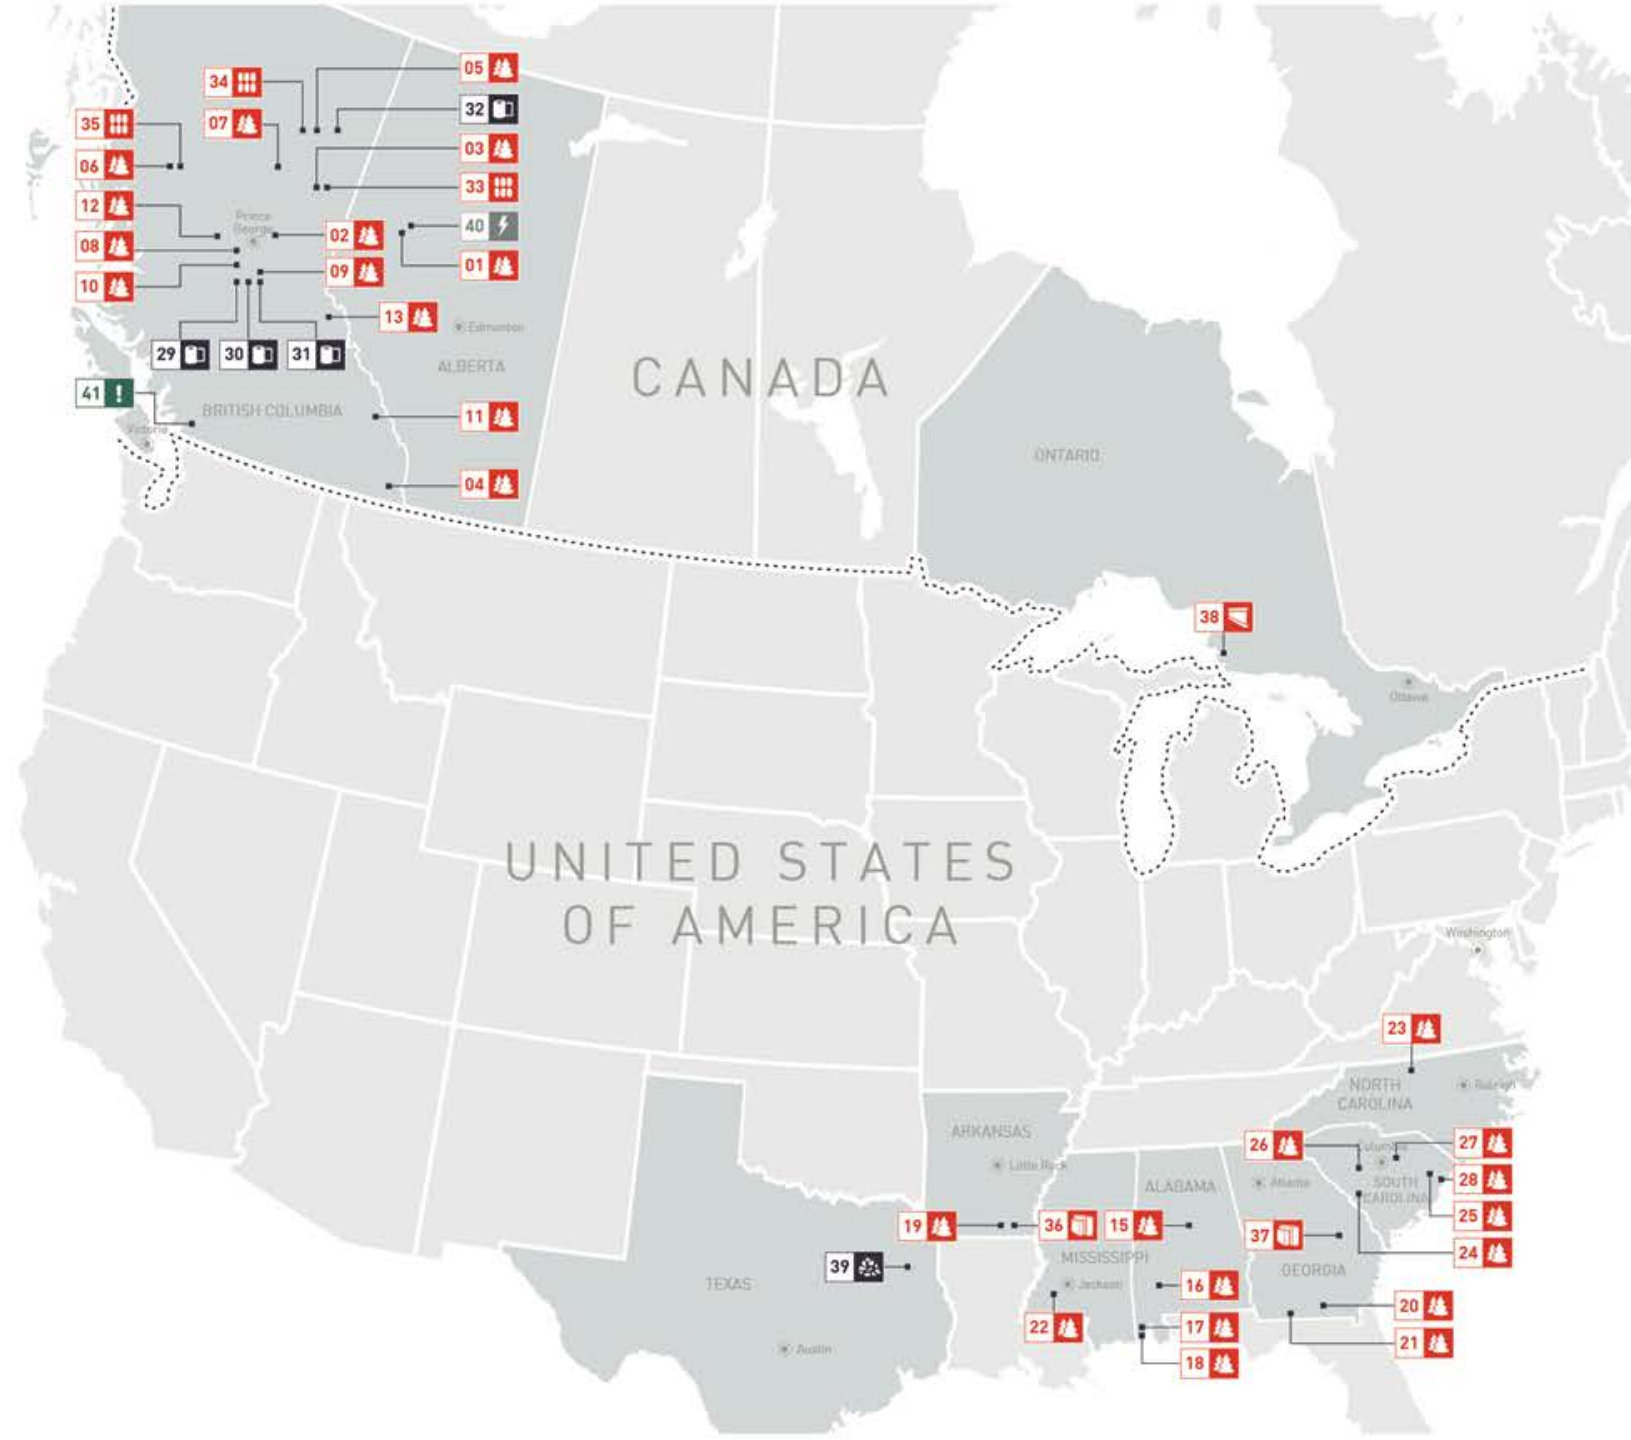 05
34
32
07
35
03
06
33
12
Prince
George
40
02
08
01
09
10
13
Edmonton
29
30
31
ALBERTA
CANADA
41
BRITISH COLUMBIA
11
Victoria
ONTARIO
04
38
Ottawa
UNITED STATES
OF AMERICA
Washington
23
NORTH
CAROLINA
Raleigh
ARKANSAS
Little Rock
26
Columbia
27
ALABAMA
Atlanta
SOUTH
CAROLINA
28
19
36
15
25
37
24
MISSISSIPPI
39
GEORGIA
TEXAS
Jackson
16
20
22
17
21
Austin
18